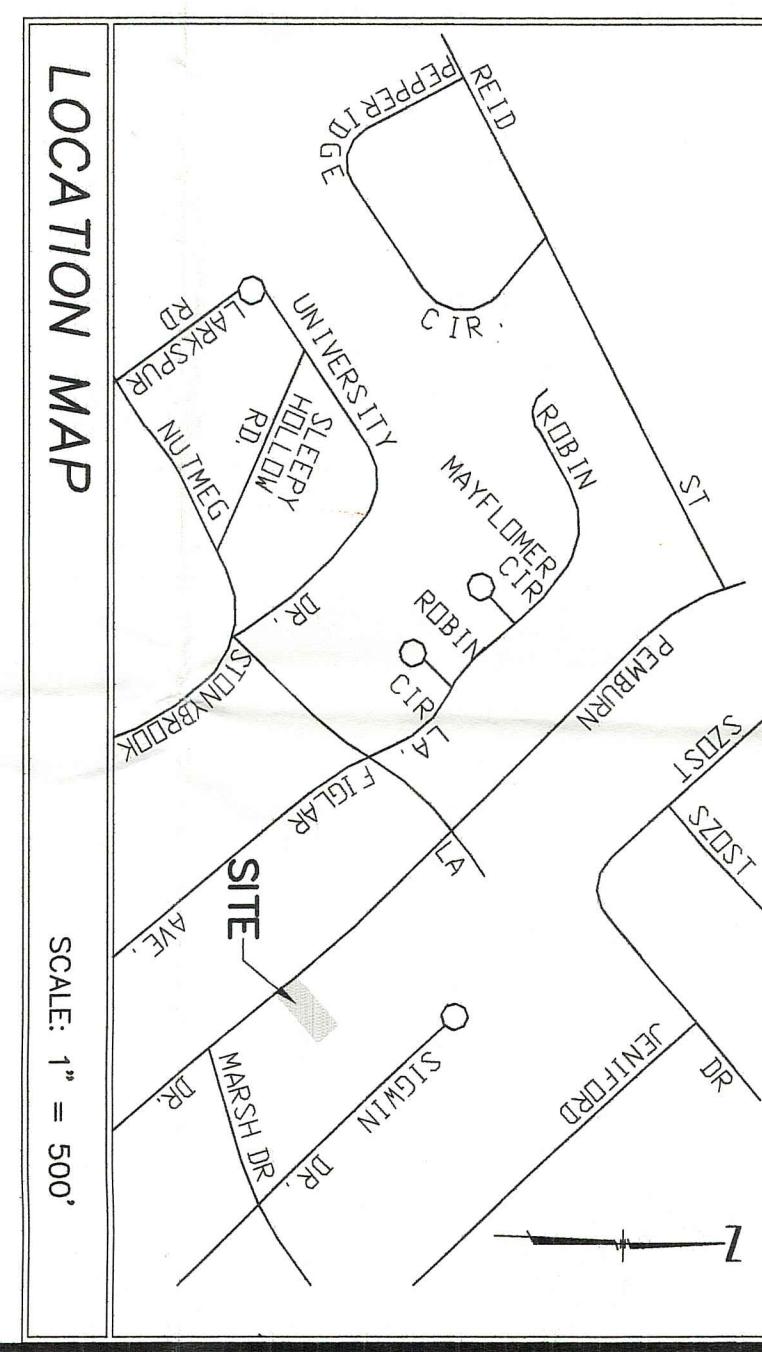 REID
ST
PEPPERIDGE
CIR.
UNIVERSITY
DR.
LARKSPUR
RD
SLEEPY
HOLLOW
RD.
NUTMEG
STONYBROOK
ROBIN
LA.
MAYFLOMER
CIR
ROBIN
CIR
PEMBURN
DR.
SZOST
SZOST
DR
FIGLAR
AVE.
LA
SITE
SIGWIN
DR.
JENIFORD
MARSH DR
N
LOCATION MAP
SCALE: 1" = 500'